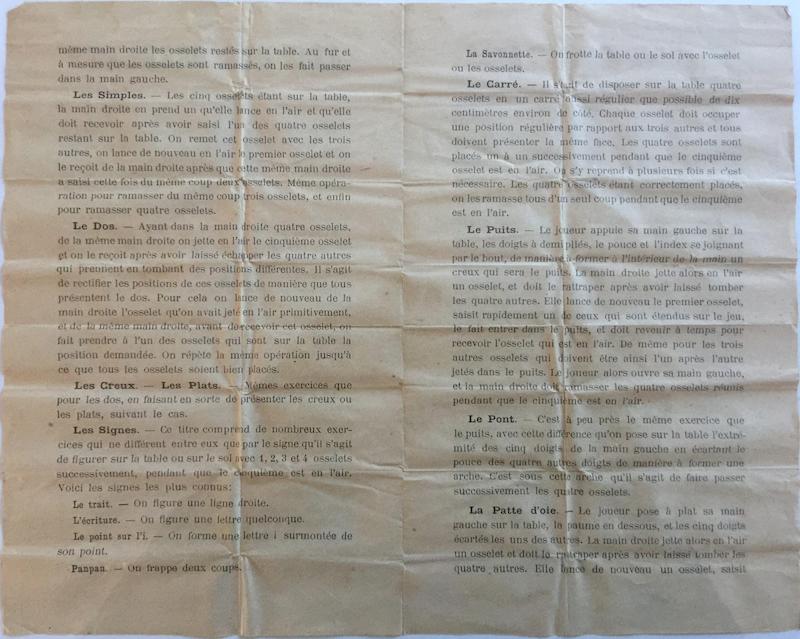 même main droite les osselets restés sur la table. Au fur et
à mesure que les osselets sont ramassés, on les fait passer
dans la main gauche.
Les Simples. — Les cinq osselets étant sur la table,
la main droite en prend un qu'elle lance en l'air et qu'elle
doit recevoir après avoir saisi l'un des quatre osselets
restant sur la table. On remet cet osselet avec les trois
autres, on lance de nouveau en l'air le premier osselet et on
le reçoit de la main droite après que cette même main droite
a saisi cette fois du même coup deux osselets. Même opéra-
ration pour ramasser du même coup trois osselets, et enfin
pour ramasser quatre osselets.
Le Dos. — Ayant dans la main droite quatre osselets,
de la même main droite on jette en l'air le cinquième osselet
et on le reçoit après avoir laissé échapper les quatre autres
qui prennent en tombant des positions différentes. Il s'agit
de rectifier les positions de ces osselets de manière que tous
présentent le dos. Pour cela on lance de nouveau de la
main droite l'osselet qu'on avait jeté en l'air primitivement,
et de la même main droite, avant de recevoir cet osselet, on
fait prendre à l'un des osselets qui sont sur la table la
position demandée. On répète la même opération jusqu'à
ce que tous les osselets soient bien placés.
Les Creux. — Les Plats. — Mêmes exercices que
pour les dos, en faisant en sorte de présenter les creux ou
les plats, suivant le cas.
Les Signes. — Ce titre comprend de nombreux exer-
cices qui ne diffèrent entre eux que par le signe qu'il s'agit
de figurer sur la table ou sur le sol avec 1, 2, 3 et 4 osselets
successivement, pendant que le cinquième est en l'air.
Voici les signes les plus connus:
Le trait. — On figure une ligne droite.
L'écriture. — On figure une lettre quelconque.
Le point sur l'i. — On forme une lettre i surmontée de
son point.
Panpan. — On frappe deux coups.
La Savonnette. — On frotte la table ou le sol avec l'osselet
ou les osselets.
Le Carré. — Il s'agit de disposer sur la table quatre
osselets en un carré aussi régulier que possible de dix
centimètres environ de côté. Chaque osselet doit occuper
une position régulière par rapport aux trois autres et tous
doivent présenter la même face. Les quatre osselets sont
placés un à un successivement pendant que le cinquième
osselet est en l'air. On s'y reprend à plusieurs fois si c'est
nécessaire. Les quatre osselets étant correctement placés,
on les ramasse tous d'un seul coup pendant que le cinquième
est en l'air.
Le Puits. — Le joueur appuie sa main gauche sur la
table, les doigts à demi pliés, le pouce et l'index se joignant
par le bout, de manière à former à l'intérieur de la main un
creux qui sera le puits. La main droite jette alors en l'air
un osselet, et doit le rattraper après avoir laissé tomber
les quatre autres. Elle lance de nouveau le premier osselet,
saisit rapidement un de ceux qui sont étendus sur le jeu,
le fait entrer dans le puits, et doit revenir à temps pour
recevoir l'osselet qui est en l'air. De même pour les trois
autres osselets qui doivent être ainsi l'un après l'autre
jetés dans le puits. Le joueur alors ouvre sa main gauche,
et la main droite doit ramasser les quatre osselets réunis
pendant que le cinquième est en l'air.
Le Pont. — C'est à peu près le même exercice que
le puits, avec cette différence qu'on pose sur la table l'extré-
mité des cinq doigts de la main gauche en écartant le
pouce des quatre autres doigts de manière à former une
arche. C'est sous cette arche qu'il s'agit de faire passer
successivement les quatre osselets.
La Patte d'oie. — Le joueur pose à plat sa main
gauche sur la table, la paume en dessous, et les cinq doigts
écartés les uns des autres. La main droite jette alors en l'air
un osselet et doit le rattraper après avoir laissé tomber les
quatre autres. Elle lance de nouveau un osselet, saisit